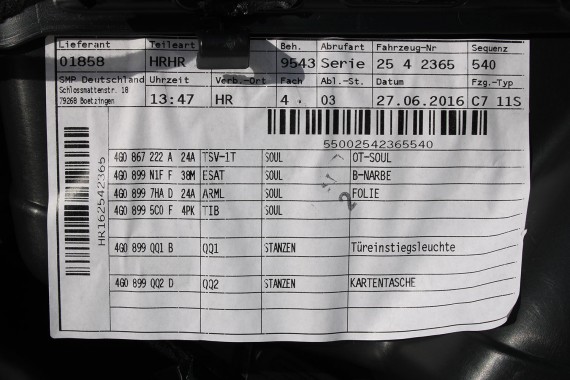 Lieferant Teileart Beh. Abrufart Fahrzeug-Nr Sequenz
01858 HRHR 9543 Serie 25 4 2365 540
SMP Deutschland Uhrzeit Verb.-Ort Fach Abl.-St. Datum Fzg.-Typ
Schlossmattenstr. 18
79268 Boetzingen 13:47 HR 4 03 27.06.2016 C7 11S
55002542365540
HR162542365
4G0 867 222 A 24A TSV-1T SOUL OT-SOUL
4G0 899 N1F F 38M ESAT SOUL B-NARBE
4G0 899 7HA D 24A ARML SOUL FOLIE
4G0 899 5C0 F 4PK TIB SOUL
2
4G0 899 QQ1 B QQ1 STANZEN Türeinstiegsleuchte
4G0 899 QQ2 D QQ2 STANZEN KARTENTASCHE